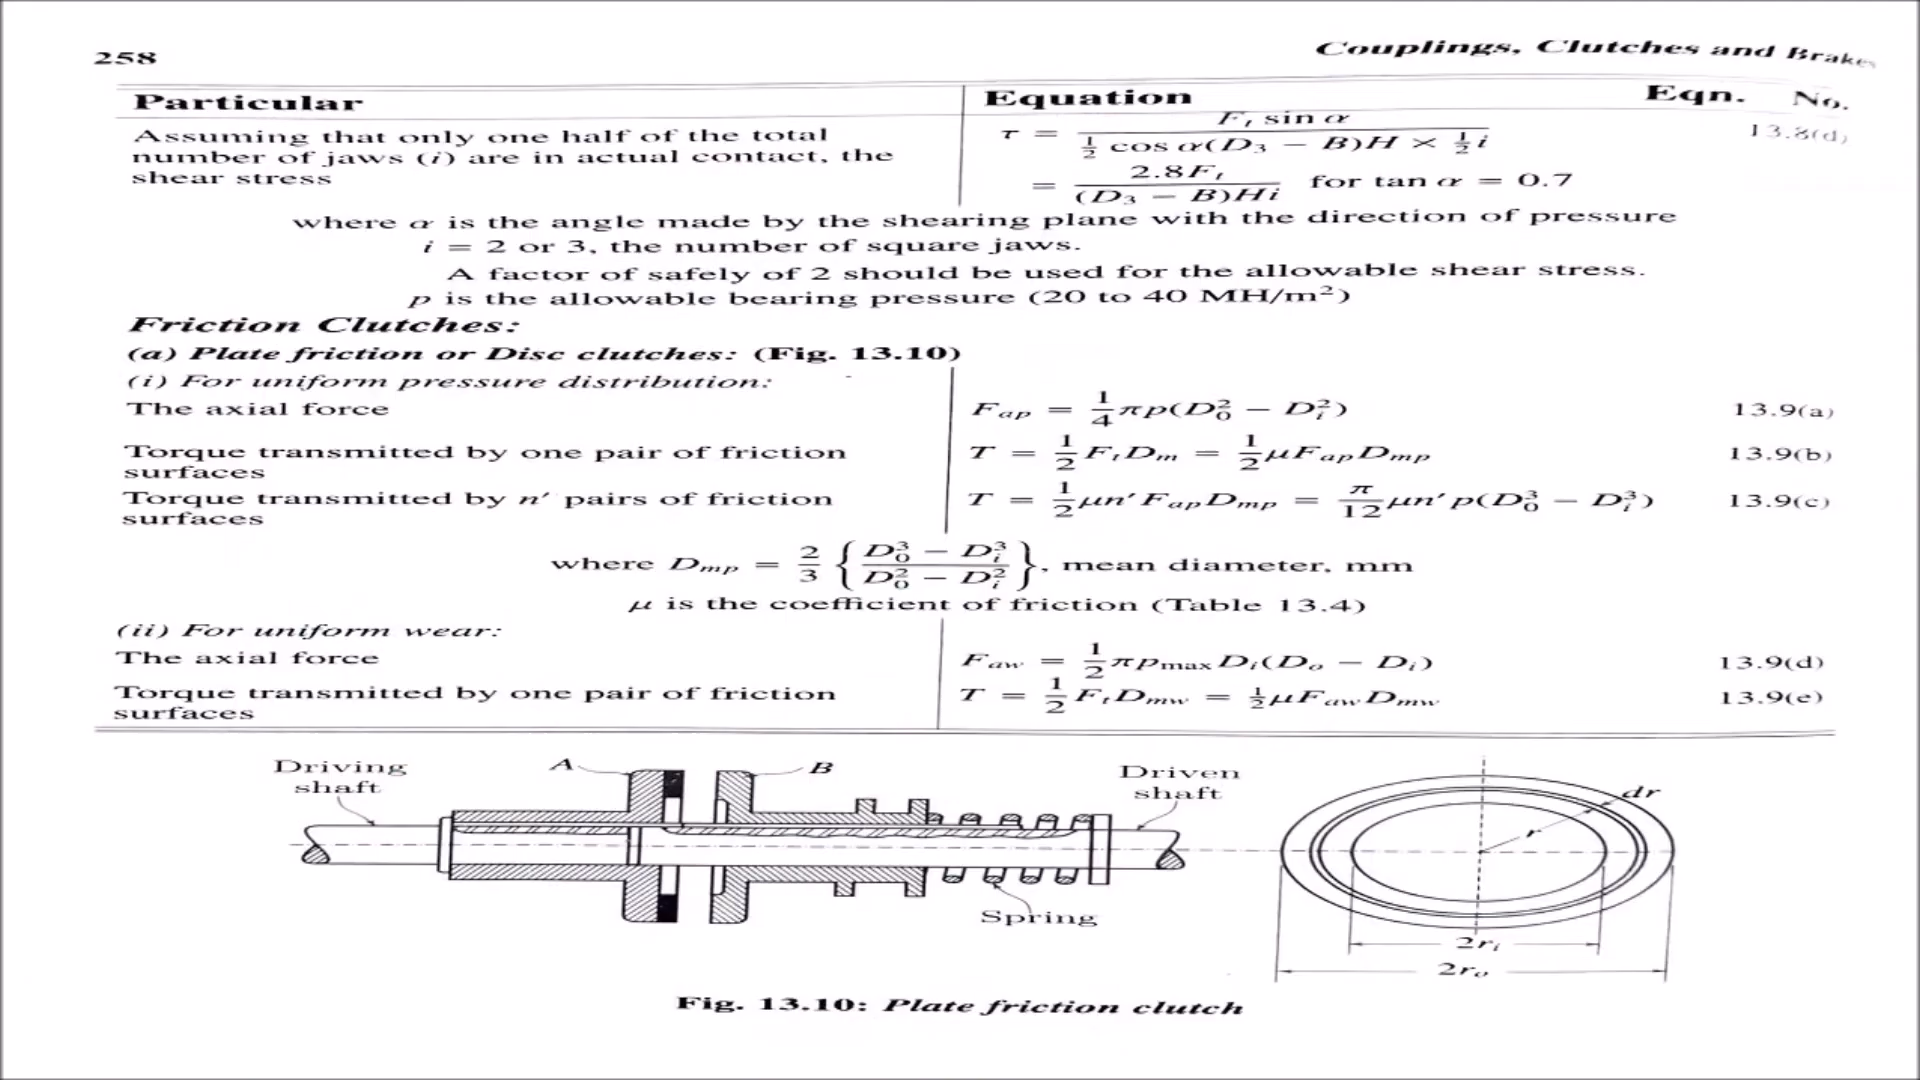 258
Couplings, Clutches and Brakes
Particular Equation Eqn. No.
Assuming that only one half of the total number of jaws (i) are in actual contact, the shear stress
τ = F_t sin α / (½ cos α(D₃ − B)H × ½i) 13.8(d)
= 2.8F_t / ((D₃ − B)Hi) for tan α = 0.7
where α is the angle made by the shearing plane with the direction of pressure
i = 2 or 3, the number of square jaws.
A factor of safely of 2 should be used for the allowable shear stress.
p is the allowable bearing pressure (20 to 40 MH/m²)
Friction Clutches:
(a) Plate friction or Disc clutches: (Fig. 13.10)
(i) For uniform pressure distribution:
The axial force F_ap = 1/4 πp(D₀² − D_i²) 13.9(a)
Torque transmitted by one pair of friction T = 1/2 F_t D_m = 1/2 μF_ap D_mp 13.9(b)
surfaces
Torque transmitted by n′ pairs of friction T = 1/2 μn′F_ap D_mp = π/12 μn′p(D₀³ − D_i³) 13.9(c)
surfaces
where D_mp = 2/3 {(D₀³ − D_i³)/(D₀² − D_i²)}, mean diameter, mm
μ is the coefficient of friction (Table 13.4)
(ii) For uniform wear:
The axial force F_aw = 1/2 πp_max D_i(D_o − D_i) 13.9(d)
Torque transmitted by one pair of friction T = 1/2 F_t D_mw = 1/2 μF_aw D_mw 13.9(e)
surfaces
Driving
shaft
A
B
Driven
shaft
Spring
dr
r
2r_i
2r_o
Fig. 13.10: Plate friction clutch